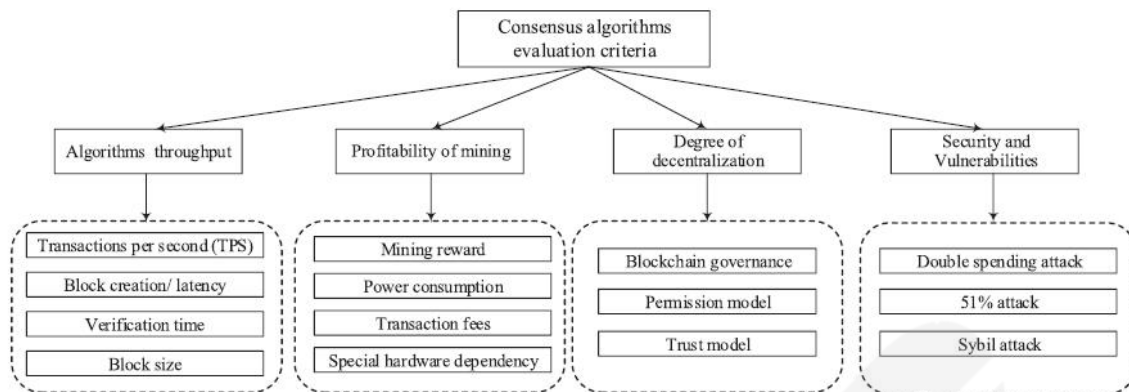 Consensus algorithms
evaluation criteria
Algorithms throughput
Profitability of mining
Degree of
decentralization
Security and
Vulnerabilities
Transactions per second (TPS)
Block creation/ latency
Verification time
Block size
Mining reward
Power consumption
Transaction fees
Special hardware dependency
Blockchain governance
Permission model
Trust model
Double spending attack
51% attack
Sybil attack